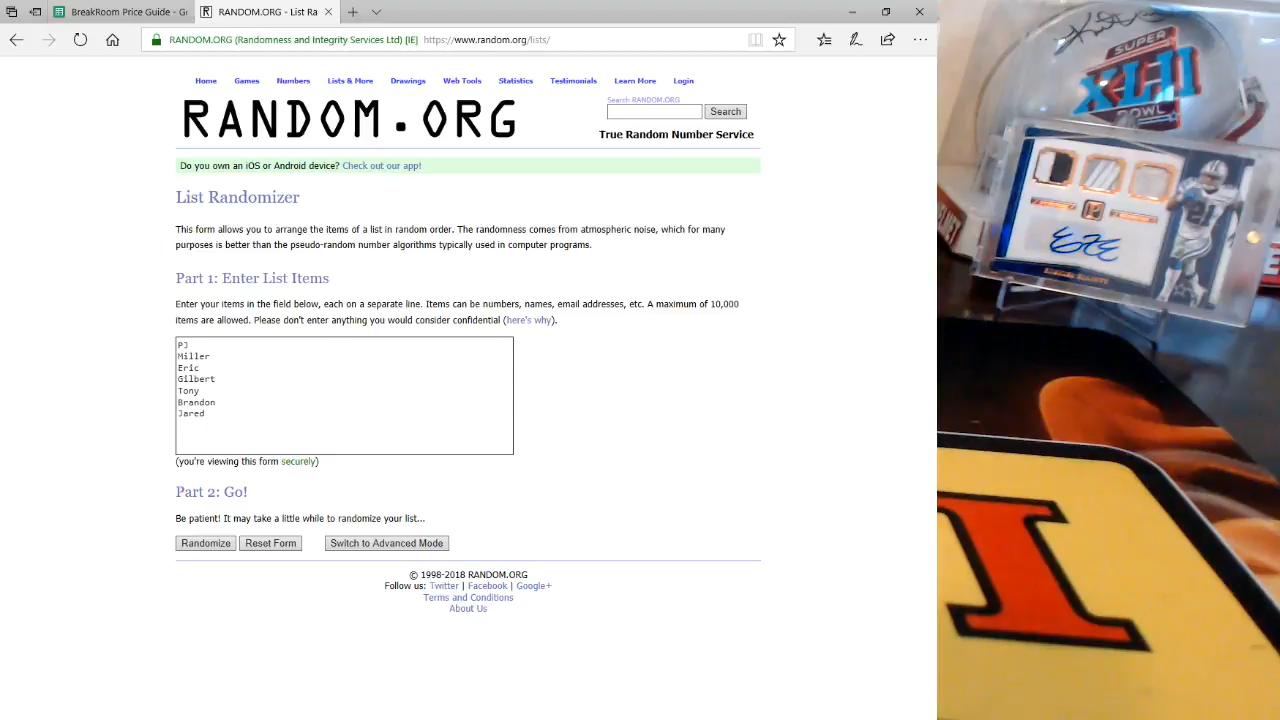 BreakRoom Price Guide - Go
RANDOM.ORG - List Ra
RANDOM.ORG (Randomness and Integrity Services Ltd) [IE] https://www.random.org/lists/
Home Games Numbers Lists & More Drawings Web Tools Statistics Testimonials Learn More Login
RANDOM.ORG
Search RANDOM.ORG
Search
True Random Number Service
Do you own an iOS or Android device? Check out our app!
List Randomizer
This form allows you to arrange the items of a list in random order. The randomness comes from atmospheric noise, which for many
purposes is better than the pseudo-random number algorithms typically used in computer programs.
Part 1: Enter List Items
Enter your items in the field below, each on a separate line. Items can be numbers, names, email addresses, etc. A maximum of 10,000
items are allowed. Please don't enter anything you would consider confidential (here's why).
PJ
Miller
Eric
Gilbert
Tony
Brandon
Jared
(you're viewing this form securely)
Part 2: Go!
Be patient! It may take a little while to randomize your list...
Randomize Reset Form Switch to Advanced Mode
© 1998-2018 RANDOM.ORG
Follow us: Twitter | Facebook | Google+
Terms and Conditions
About Us
SUPER
XLII
BOWL
21
I